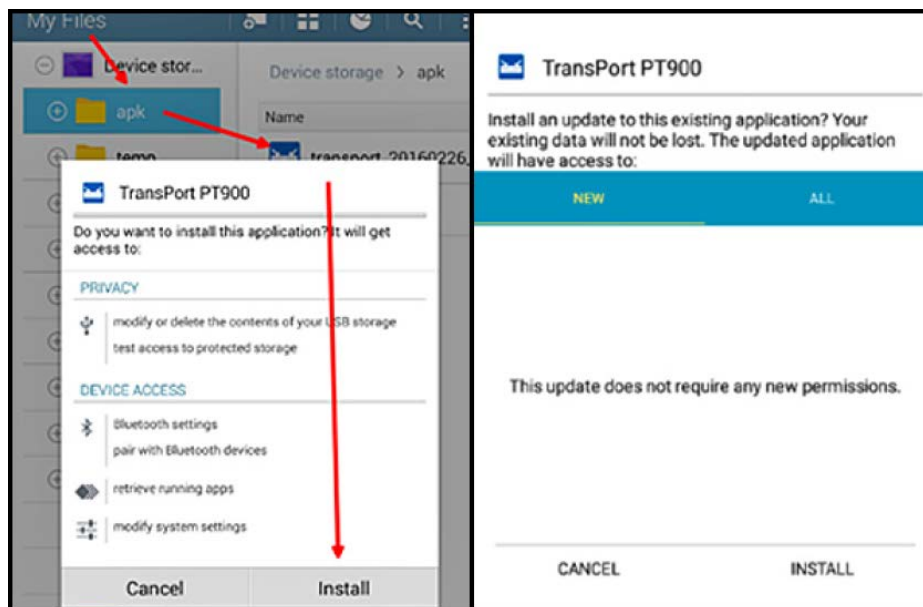 My Files
Device stor...
apk
temp
Device storage > apk
Name
transport_20160226_
TransPort PT900
Do you want to install this application? It will get
access to:
PRIVACY
modify or delete the contents of your USB storage
test access to protected storage
DEVICE ACCESS
Bluetooth settings
pair with Bluetooth devices
retrieve running apps
modify system settings
Cancel
Install
TransPort PT900
Install an update to this existing application? Your
existing data will not be lost. The updated application
will have access to:
NEW
ALL
This update does not require any new permissions.
CANCEL
INSTALL